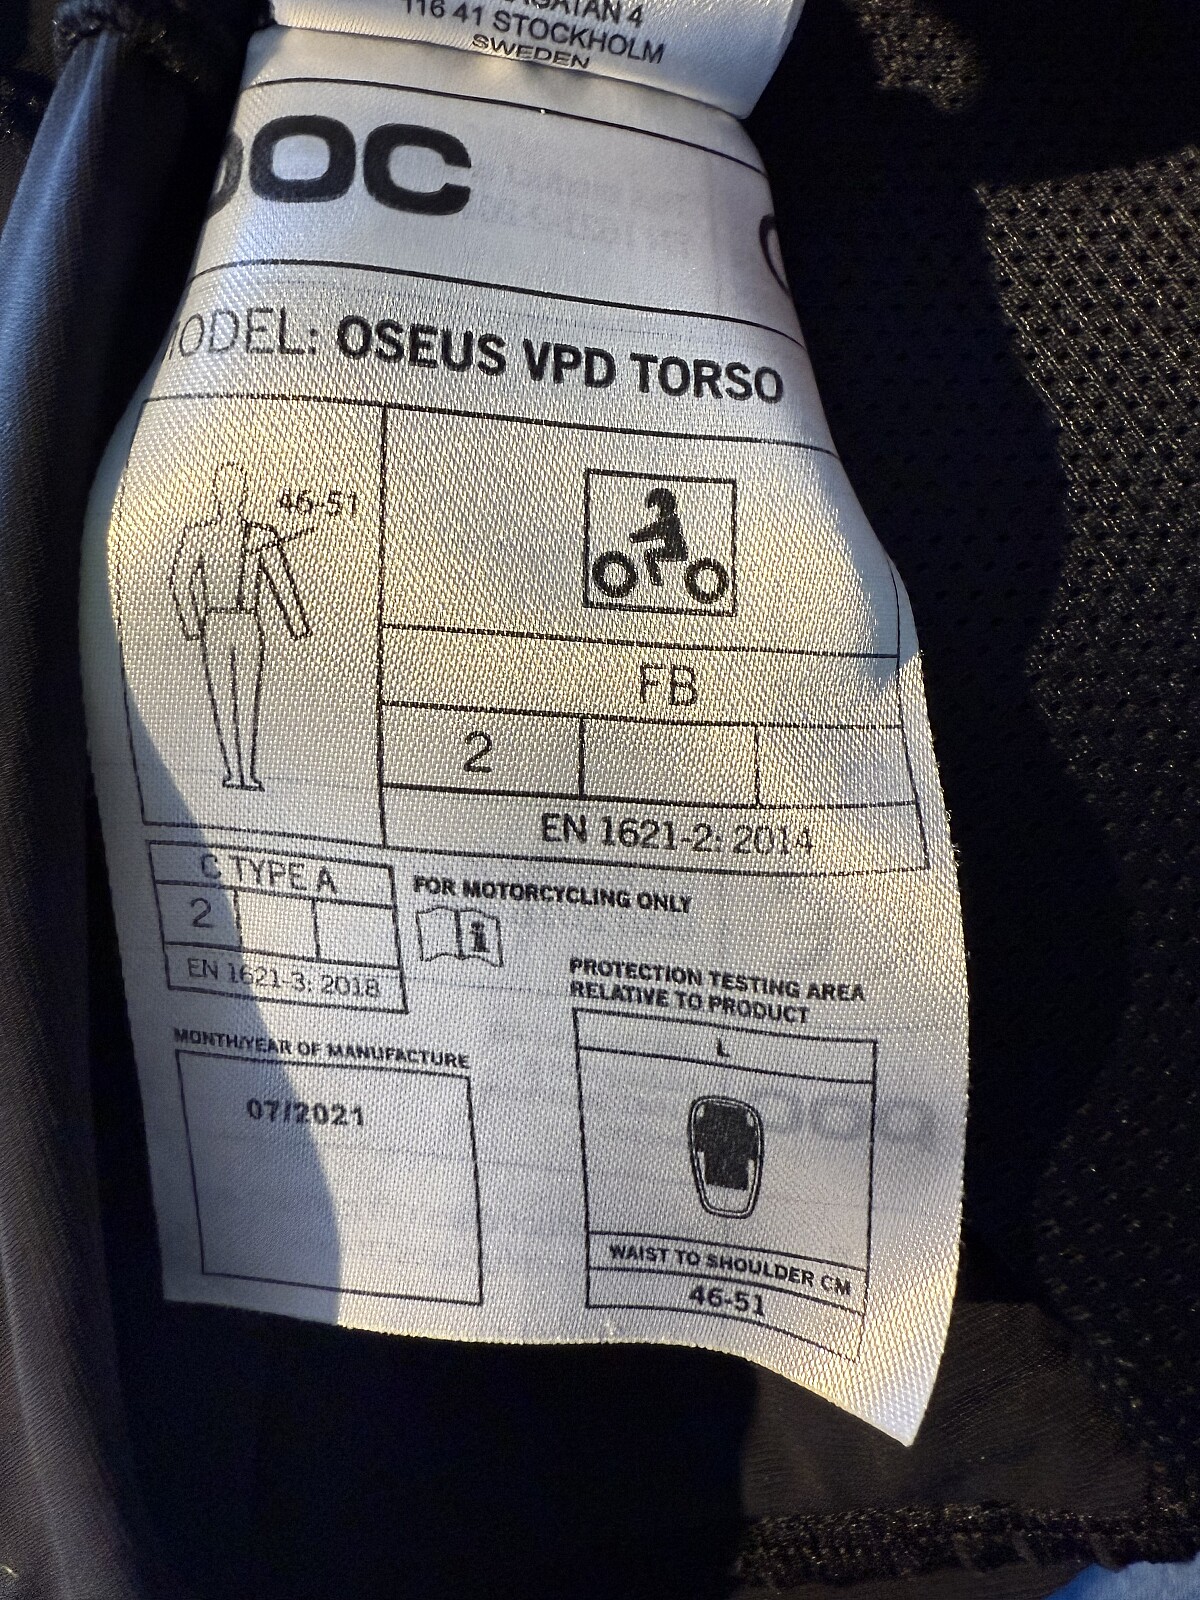 116 41 STOCKHOLM
SWEDEN
POC
MODEL: OSEUS VPD TORSO
46-51
FB
2
EN 1621-2: 2014
C TYPE A
2
EN 1621-3: 2018
FOR MOTORCYCLING ONLY
i
PROTECTION TESTING AREA
RELATIVE TO PRODUCT
L
WAIST TO SHOULDER CM
46-51
MONTH/YEAR OF MANUFACTURE
07/2021